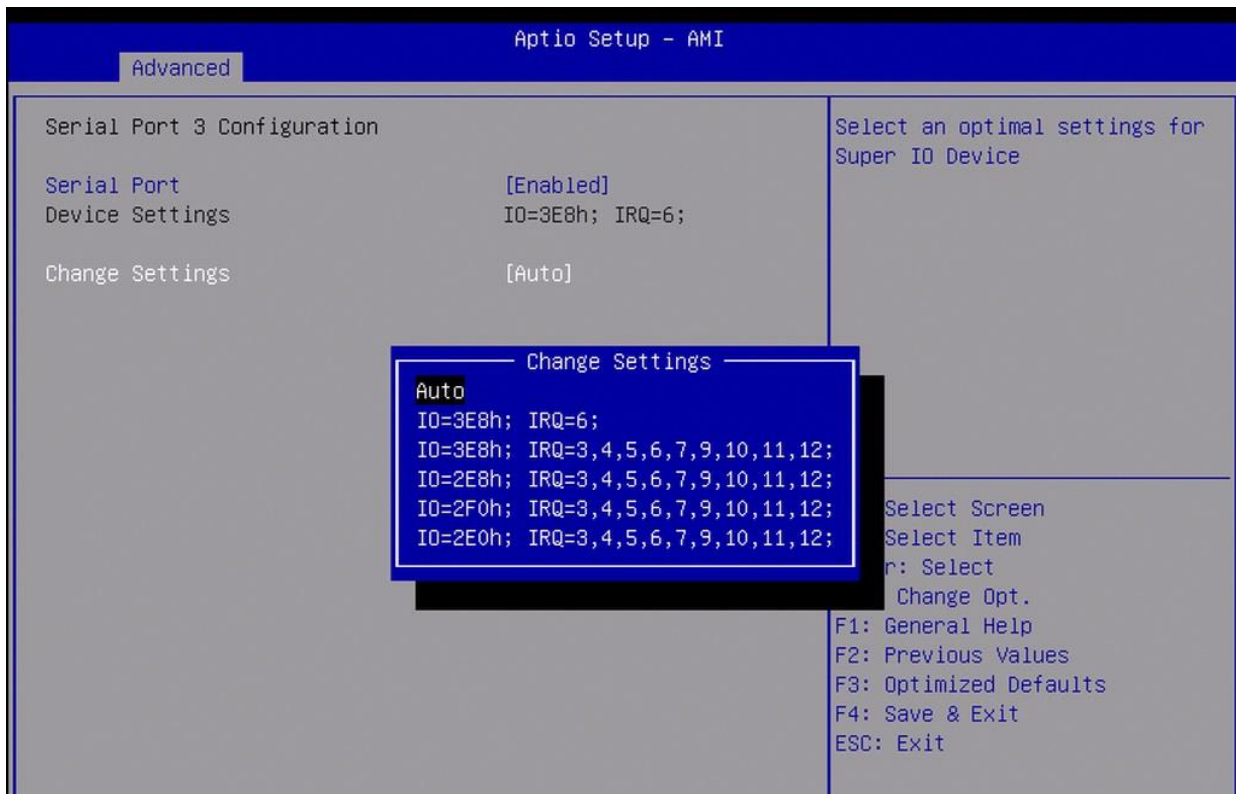 Aptio Setup – AMI
Advanced
Serial Port 3 Configuration
Serial Port [Enabled]
Device Settings IO=3E8h; IRQ=6;
Change Settings [Auto]
Select an optimal settings for
Super IO Device
Change Settings
Auto
IO=3E8h; IRQ=6;
IO=3E8h; IRQ=3,4,5,6,7,9,10,11,12;
IO=2E8h; IRQ=3,4,5,6,7,9,10,11,12;
IO=2F0h; IRQ=3,4,5,6,7,9,10,11,12;
IO=2E0h; IRQ=3,4,5,6,7,9,10,11,12;
Select Screen
Select Item
r: Select
Change Opt.
F1: General Help
F2: Previous Values
F3: Optimized Defaults
F4: Save & Exit
ESC: Exit